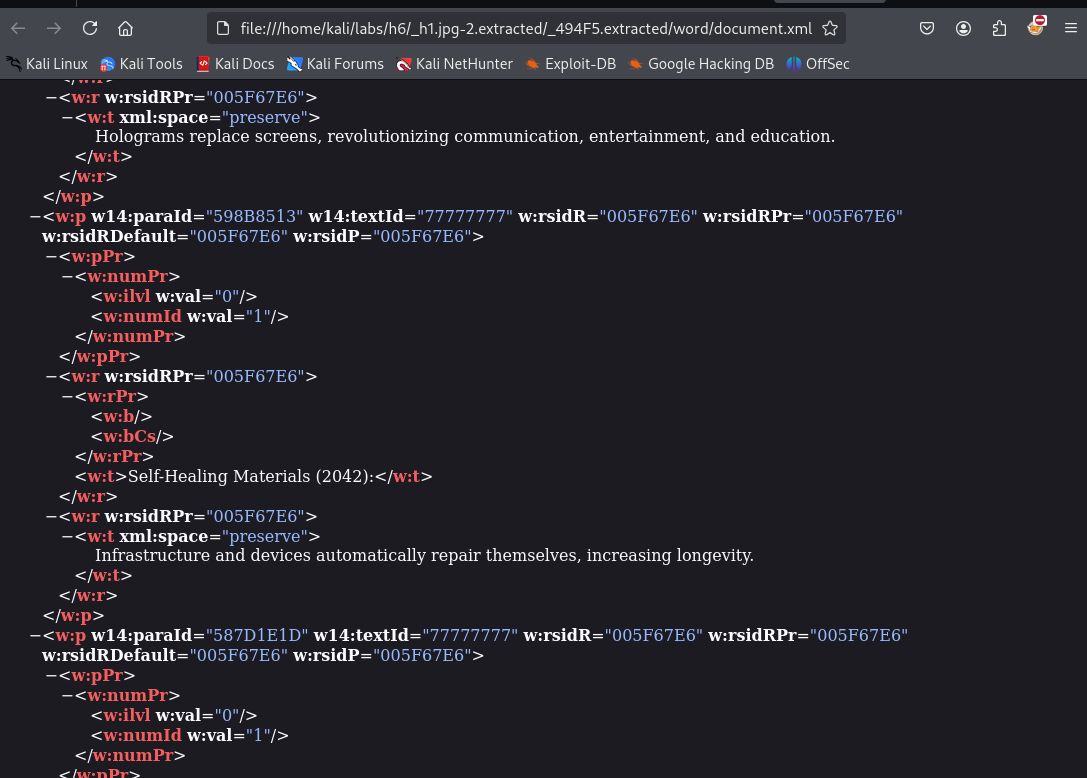 file:///home/kali/labs/h6/_h1.jpg-2.extracted/_494F5.extracted/word/document.xml
Kali Linux Kali Tools Kali Docs Kali Forums Kali NetHunter Exploit-DB Google Hacking DB OffSec
</w:r>
−<w:r w:rsidRPr="005F67E6">
−<w:t xml:space="preserve">
Holograms replace screens, revolutionizing communication, entertainment, and education.
</w:t>
</w:r>
</w:p>
−<w:p w14:paraId="598B8513" w14:textId="77777777" w:rsidR="005F67E6" w:rsidRPr="005F67E6"
w:rsidRDefault="005F67E6" w:rsidP="005F67E6">
−<w:pPr>
−<w:numPr>
<w:ilvl w:val="0"/>
<w:numId w:val="1"/>
</w:numPr>
</w:pPr>
−<w:r w:rsidRPr="005F67E6">
−<w:rPr>
<w:b/>
<w:bCs/>
</w:rPr>
<w:t>Self-Healing Materials (2042):</w:t>
</w:r>
−<w:r w:rsidRPr="005F67E6">
−<w:t xml:space="preserve">
Infrastructure and devices automatically repair themselves, increasing longevity.
</w:t>
</w:r>
</w:p>
−<w:p w14:paraId="587D1E1D" w14:textId="77777777" w:rsidR="005F67E6" w:rsidRPr="005F67E6"
w:rsidRDefault="005F67E6" w:rsidP="005F67E6">
−<w:pPr>
−<w:numPr>
<w:ilvl w:val="0"/>
<w:numId w:val="1"/>
</w:numPr>
</w:pPr>